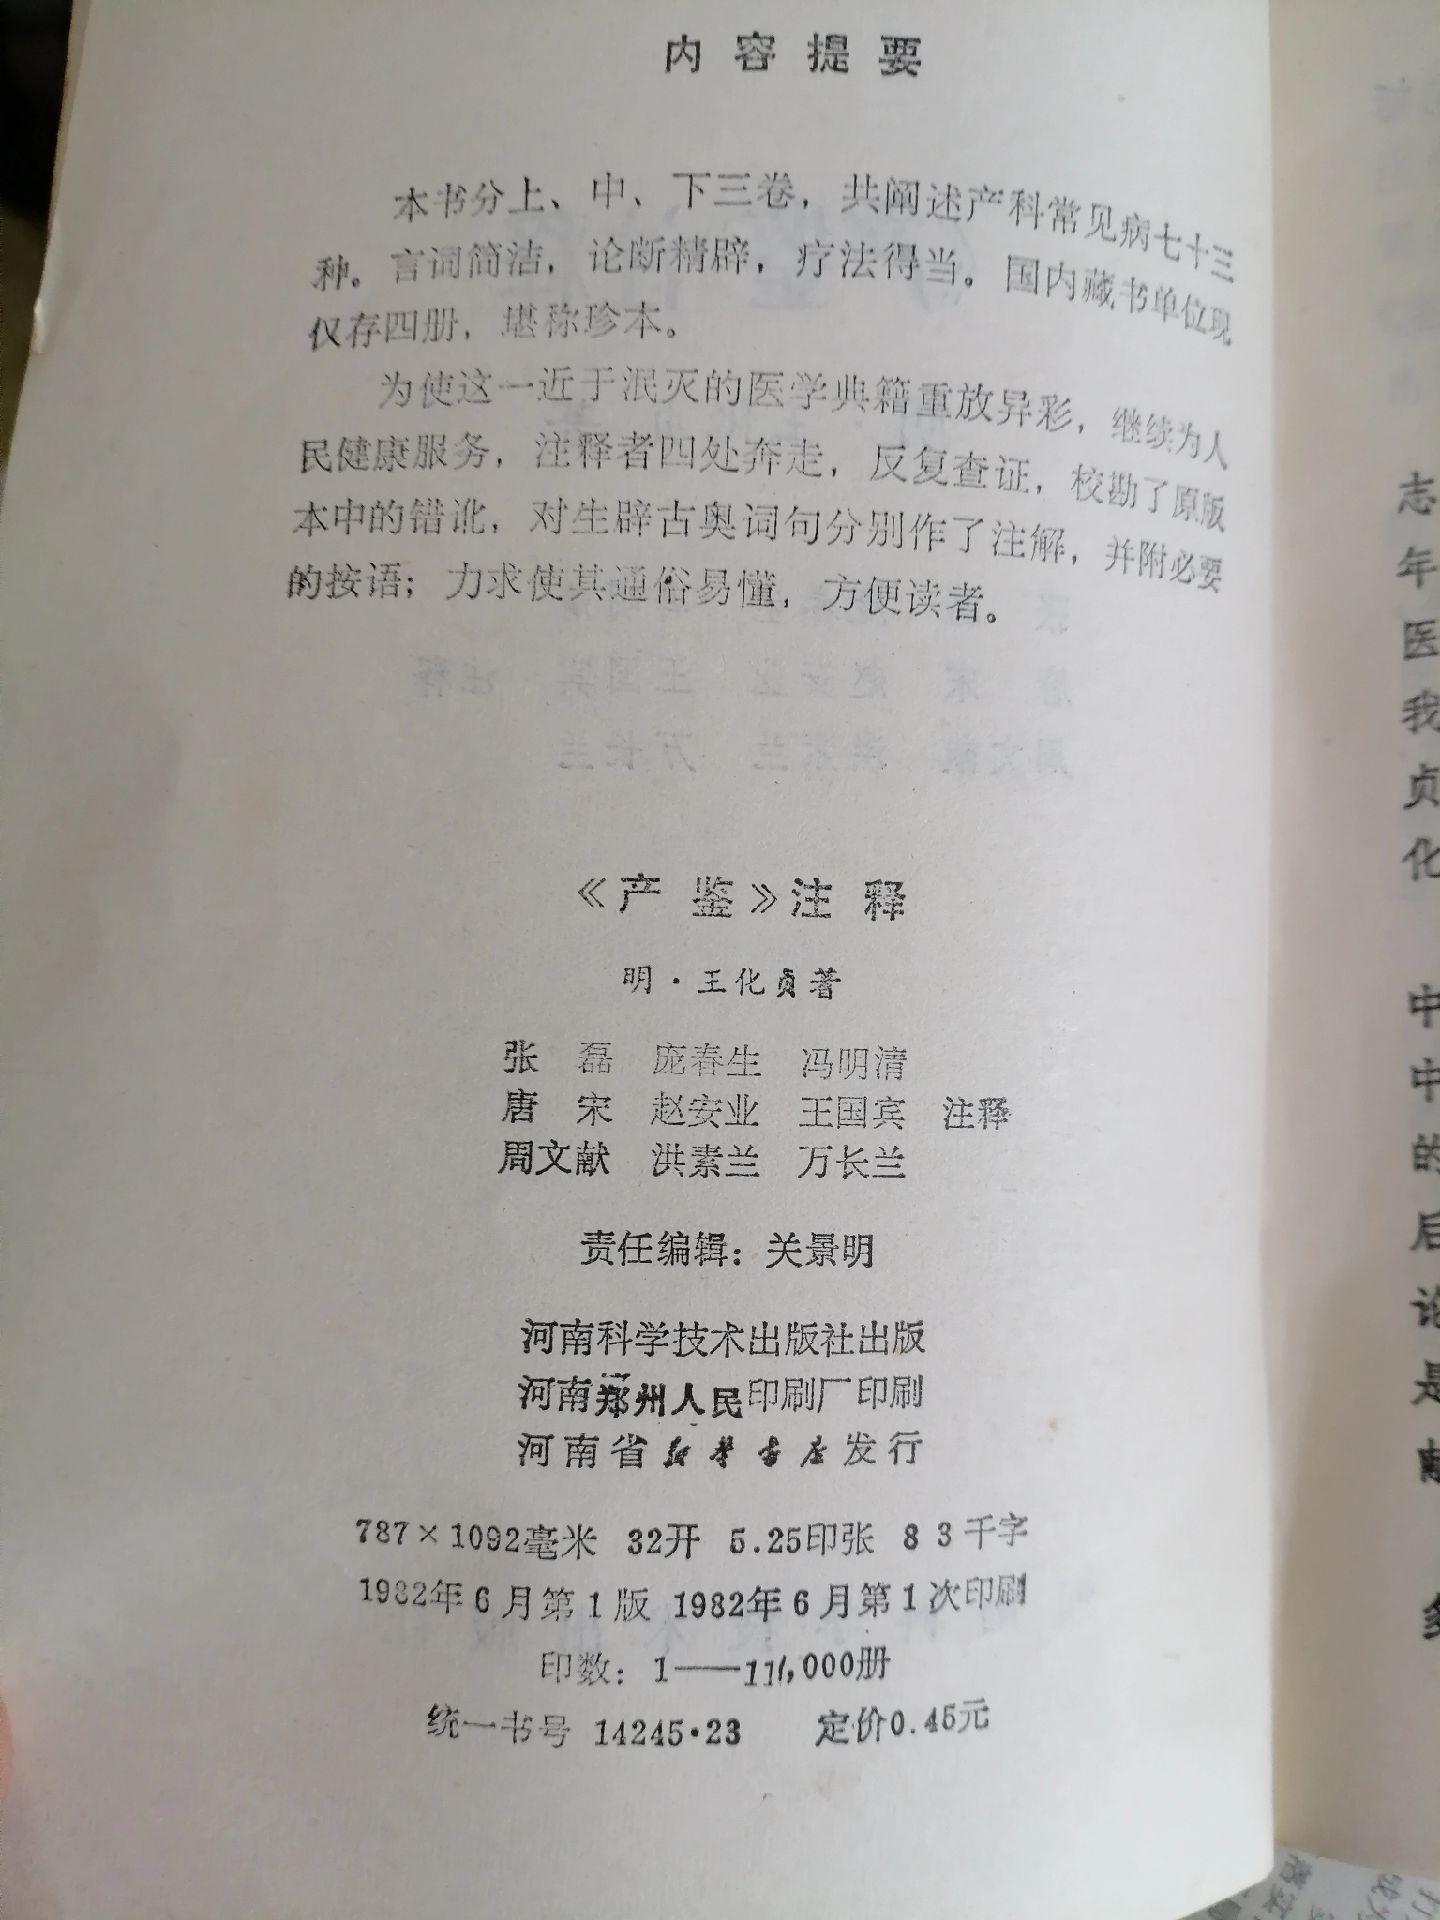 内容提要
本书分上、中、下三卷，共阐述产科常见病七十三
种。言词简洁，论断精辟，疗法得当。国内藏书单位现
仅存四册，堪称珍本。
为使这一近于泯灭的医学典籍重放异彩，继续为人
民健康服务，注释者四处奔走，反复查证，校勘了原版
本中的错讹，对生辟古奥词句分别作了注解，并附必要
的按语；力求使其通俗易懂，方便读者。
《产鉴》注释
明·王化贞著
张磊 庞春生 冯明清
唐宋 赵安业 王国宾 注释
周文献 洪素兰 万长兰
责任编辑：关景明
河南科学技术出版社出版
河南郑州人民印刷厂印刷
河南省新华书店发行
787×1092毫米 32开 5.25印张 83千字
1982年6月第1版 1982年6月第1次印刷
印数：1——11,000册
统一书号 14245·23 定价0.45元
志
年
医
我
贞
化
中
中
的
后
论
是
献